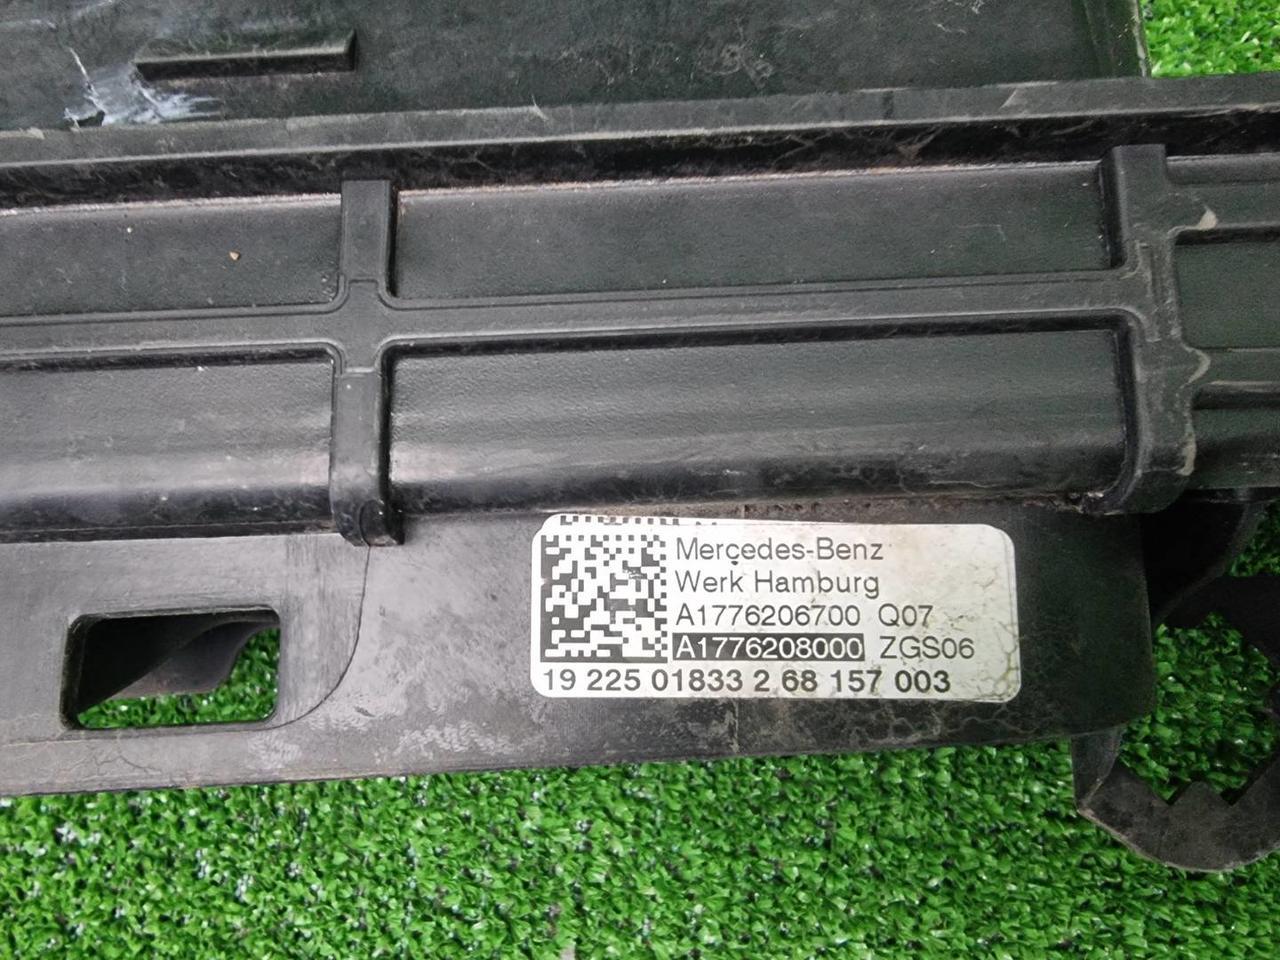 Mercedes-Benz
Werk Hamburg
A1776206700 Q07
A1776208000 ZGS06
19 225 01833 2 68 157 003